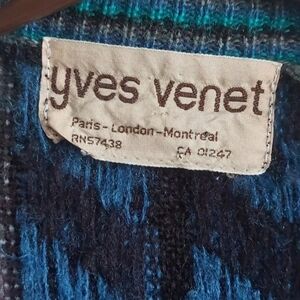 yves venet
Paris - London - Montreal
RN57438 CA 01247